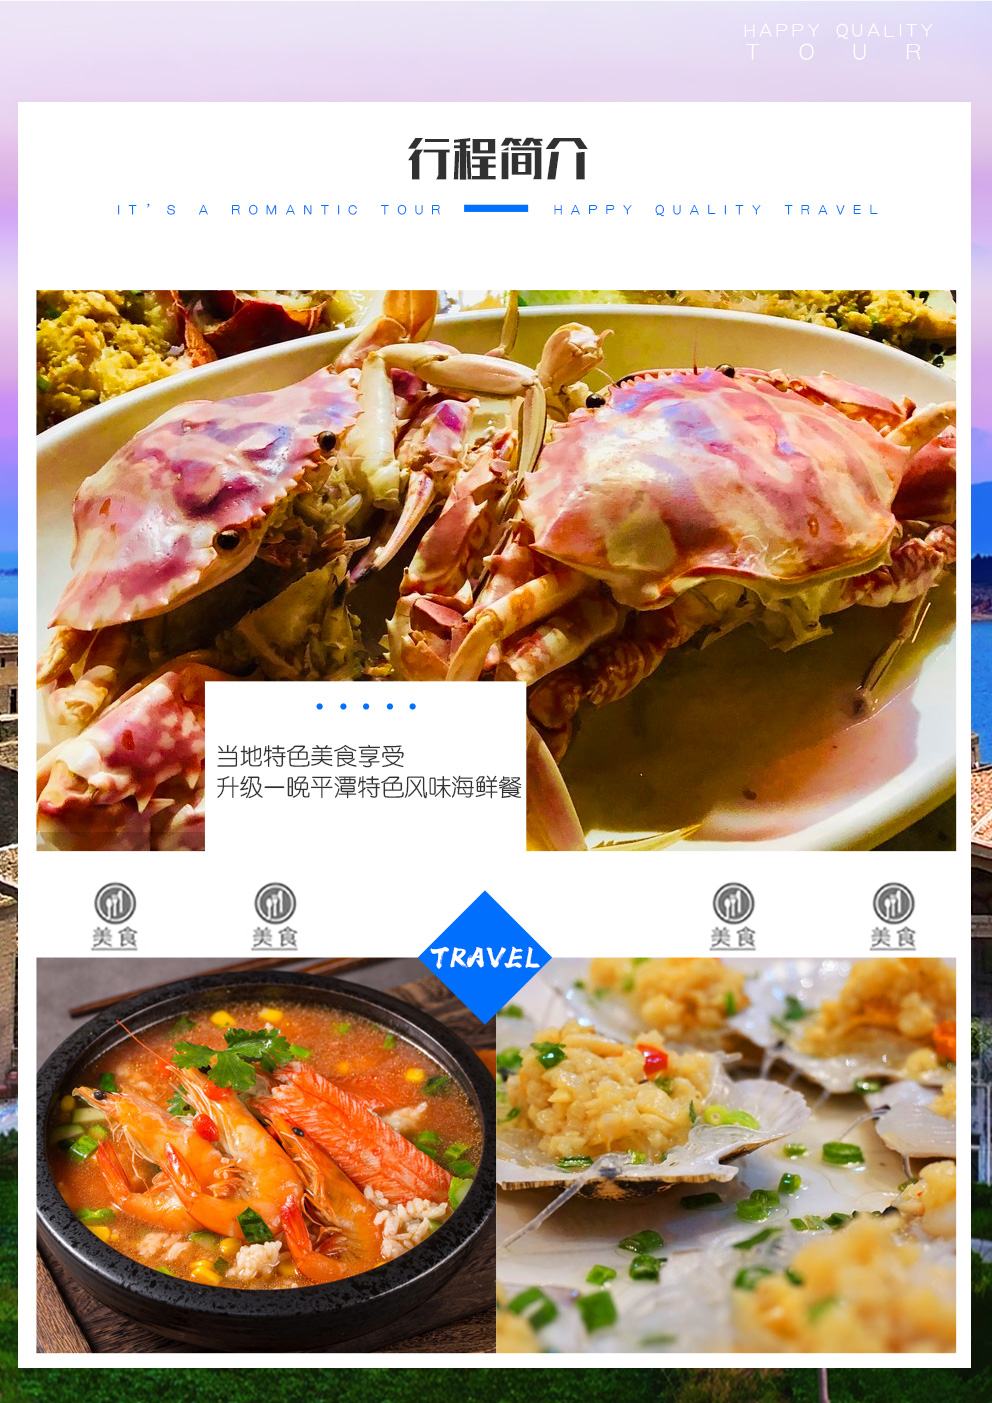 HAPPY QUALITY
TOUR
行程简介
IT'S A ROMANTIC TOUR
HAPPY QUALITY TRAVEL
当地特色美食享受
升级一晚平潭特色风味海鲜餐
美食
美食
美食
美食
TRAVEL